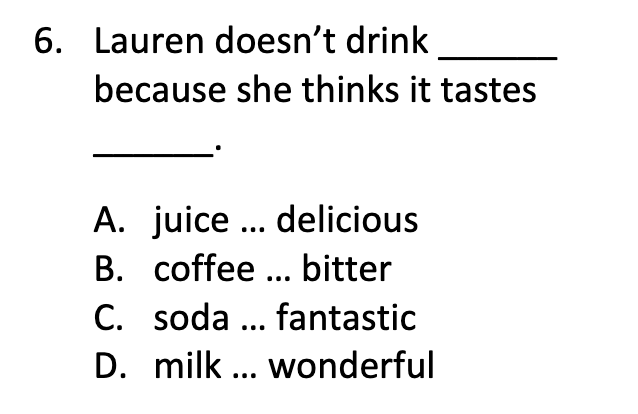 6. Lauren doesn’t drink ______
because she thinks it tastes
______.
A. juice ... delicious
B. coffee ... bitter
C. soda ... fantastic
D. milk ... wonderful